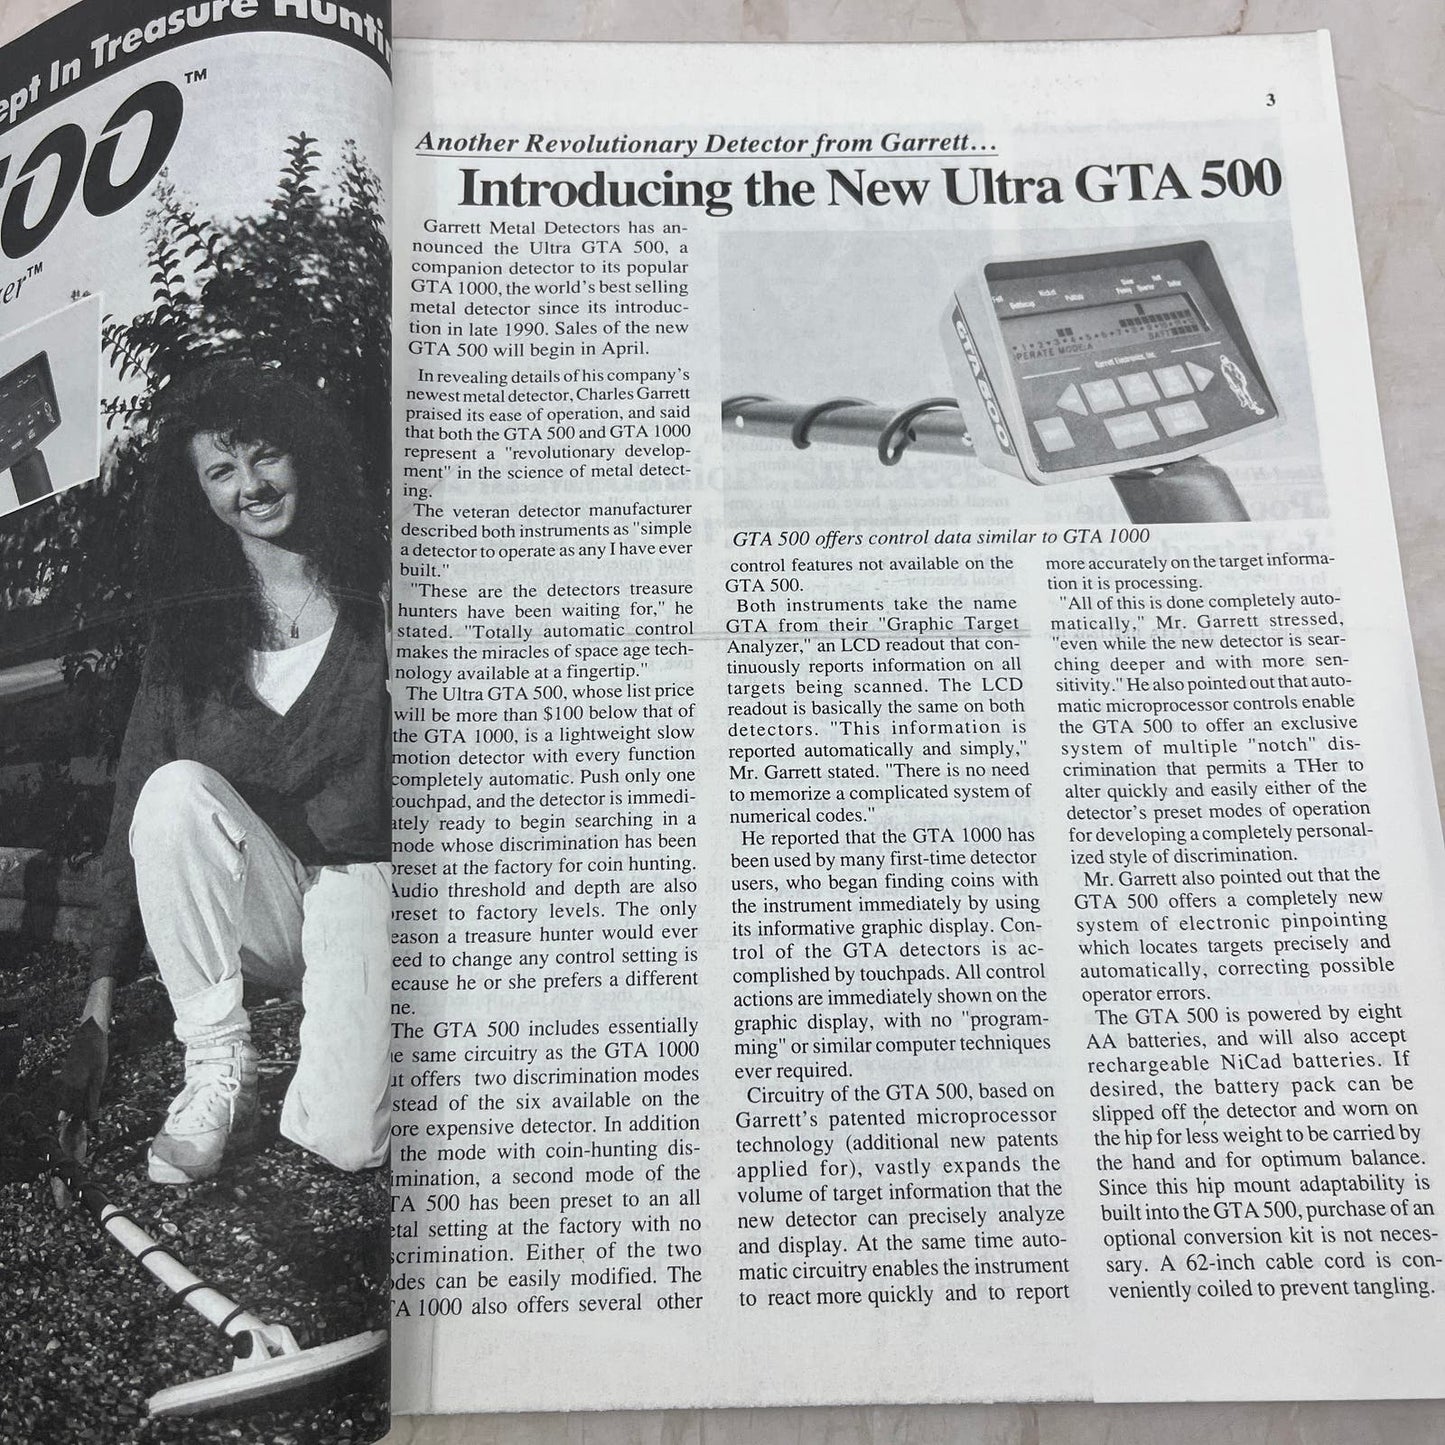 ept In Treasure Huntin
500™
er™
3
Another Revolutionary Detector from Garrett...
Introducing the New Ultra GTA 500
Garrett Metal Detectors has an-
nounced the Ultra GTA 500, a
companion detector to its popular
GTA 1000, the world's best selling
metal detector since its introduc-
tion in late 1990. Sales of the new
GTA 500 will begin in April.
In revealing details of his company's
newest metal detector, Charles Garrett
praised its ease of operation, and said
that both the GTA 500 and GTA 1000
represent a "revolutionary develop-
ment" in the science of metal detect-
ing.
The veteran detector manufacturer
described both instruments as "simple
a detector to operate as any I have ever
built."
"These are the detectors treasure
hunters have been waiting for," he
stated. "Totally automatic control
makes the miracles of space age tech-
nology available at a fingertip."
The Ultra GTA 500, whose list price
will be more than $100 below that of
the GTA 1000, is a lightweight slow
motion detector with every function
completely automatic. Push only one
ouchpad, and the detector is immedi-
ately ready to begin searching in a
mode whose discrimination has been
preset at the factory for coin hunting.
Audio threshold and depth are also
preset to factory levels. The only
eason a treasure hunter would ever
eed to change any control setting is
ecause he or she prefers a different
ne.
The GTA 500 includes essentially
e same circuitry as the GTA 1000
ut offers two discrimination modes
stead of the six available on the
ore expensive detector. In addition
the mode with coin-hunting dis-
imination, a second mode of the
TA 500 has been preset to an all
etal setting at the factory with no
scrimination. Either of the two
odes can be easily modified. The
TA 1000 also offers several other
GTA 500
Nickel
Pulltab
Quarter
PERATE MODE:A
BATT
Garrett Electronics, Inc.
GTA 500 offers control data similar to GTA 1000
control features not available on the
GTA 500.
Both instruments take the name
GTA from their "Graphic Target
Analyzer," an LCD readout that con-
tinuously reports information on all
targets being scanned. The LCD
readout is basically the same on both
detectors. "This information is
reported automatically and simply,"
Mr. Garrett stated. "There is no need
to memorize a complicated system of
numerical codes."
He reported that the GTA 1000 has
been used by many first-time detector
users, who began finding coins with
the instrument immediately by using
its informative graphic display. Con-
trol of the GTA detectors is ac-
complished by touchpads. All control
actions are immediately shown on the
graphic display, with no "program-
ming" or similar computer techniques
ever required.
Circuitry of the GTA 500, based on
Garrett's patented microprocessor
technology (additional new patents
applied for), vastly expands the
volume of target information that the
new detector can precisely analyze
and display. At the same time auto-
matic circuitry enables the instrument
to react more quickly and to report
more accurately on the target informa-
tion it is processing.
"All of this is done completely auto-
matically," Mr. Garrett stressed,
"even while the new detector is sear-
ching deeper and with more sen-
sitivity." He also pointed out that auto-
matic microprocessor controls enable
the GTA 500 to offer an exclusive
system of multiple "notch" dis-
crimination that permits a THer to
alter quickly and easily either of the
detector's preset modes of operation
for developing a completely personal-
ized style of discrimination.
Mr. Garrett also pointed out that the
GTA 500 offers a completely new
system of electronic pinpointing
which locates targets precisely and
automatically, correcting possible
operator errors.
The GTA 500 is powered by eight
AA batteries, and will also accept
rechargeable NiCad batteries. If
desired, the battery pack can be
slipped off the detector and worn on
the hip for less weight to be carried by
the hand and for optimum balance.
Since this hip mount adaptability is
built into the GTA 500, purchase of an
optional conversion kit is not neces-
sary. A 62-inch cable cord is con-
veniently coiled to prevent tangling.